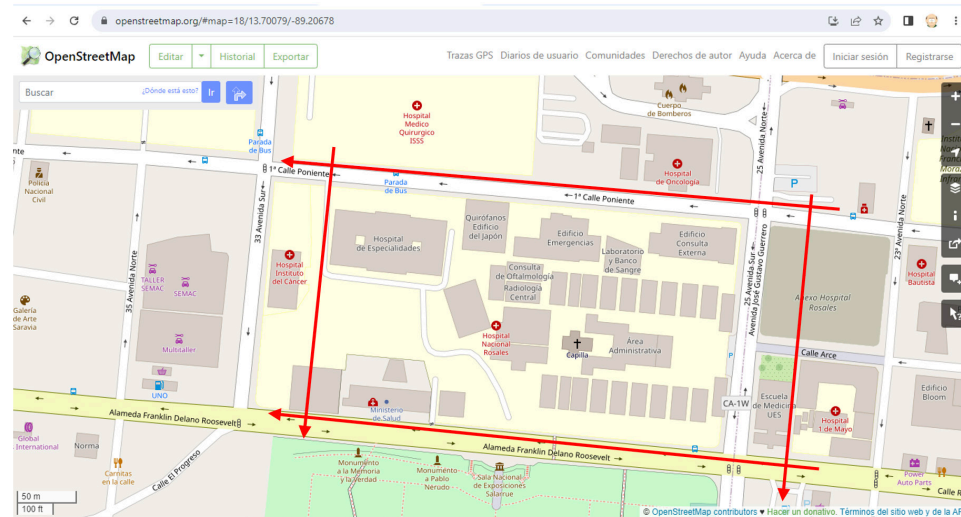 openstreetmap.org/#map=18/13.70079/-89.20678
OpenStreetMap
Editar
Historial
Exportar
Trazas GPS
Diarios de usuario
Comunidades
Derechos de autor
Ayuda
Acerca de
Iniciar sesión
Registrarse
Buscar
¿Dónde está esto?
Ir
Hospital
Medico
Quirurgico
ISSS
Cuerpo
de Bomberos
25 Avenida Norte
Parada
de Bus
1ª Calle Poniente
Parada
de Bus
Hospital
de Oncología
P
Policia
Nacional
Civil
1ª Calle Poniente
33 Avenida Sur
35 Avenida Norte
23ª Avenida Norte
Hospital
de Especialidades
Quirófanos
Edificio
del Japón
Edificio
Emergencias
Laboratorio
y Banco
de Sangre
Edificio
Consulta
Externa
Hospital
Instituto
del Cáncer
Consulta
de Oftalmología
Radiología
Central
25 Avenida Sur
Avenida José Gustavo Guerrero
Anexo Hospital
Rosales
Hospital
Bautista
TALLER
SEMAC
SEMAC
Galería
de Arte
Saravia
Multitaller
Hospital
Nacional
Rosales
Capilla
Área
Administrativa
P
Calle Arce
UNO
Ministerio
de Salud
CA-1W
Escuela
de Medicina
UES
Hospital
1 de Mayo
Edificio
Bloom
Alameda Franklin Delano Roosevelt
Alameda Franklin Delano Roosevelt
Global
International
Norma
Carnitas
en la calle
Calle El Progreso
Monumento
a la Memoria
y la Verdad
Monumento
a Pablo
Nerudo
Sala Nacional
de Exposiciones
Salarrue
Power
Auto Parts
50 m
100 ft
© OpenStreetMap contributors ♥ Hacer un donativo. Términos del sitio web y de la AP